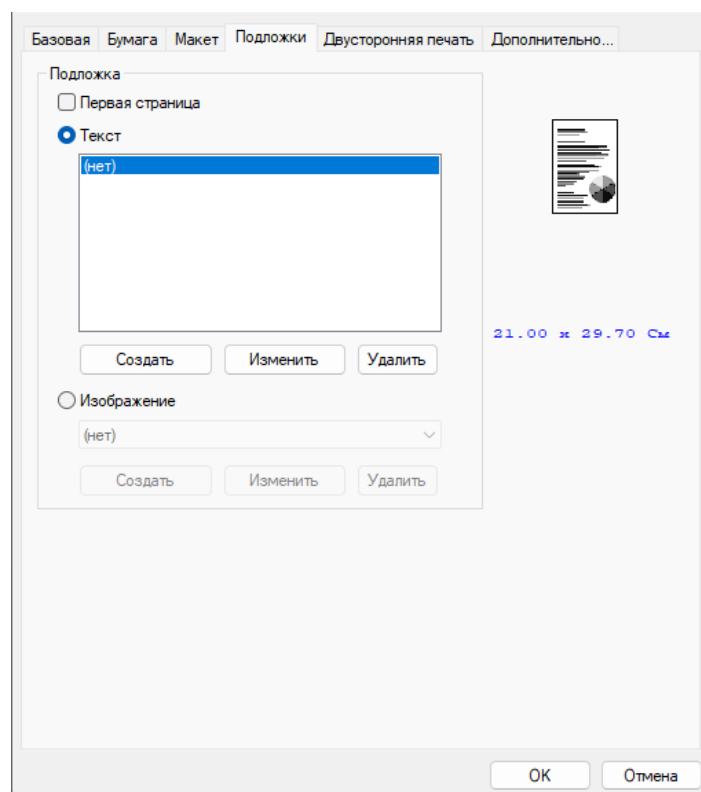 Базовая Бумага Макет Подложки Двусторонняя печать Дополнительно...
Подложка
Первая страница
Текст
(нет)
Создать Изменить Удалить
21.00 x 29.70 См
Изображение
(нет)
Создать Изменить Удалить
OK Отмена